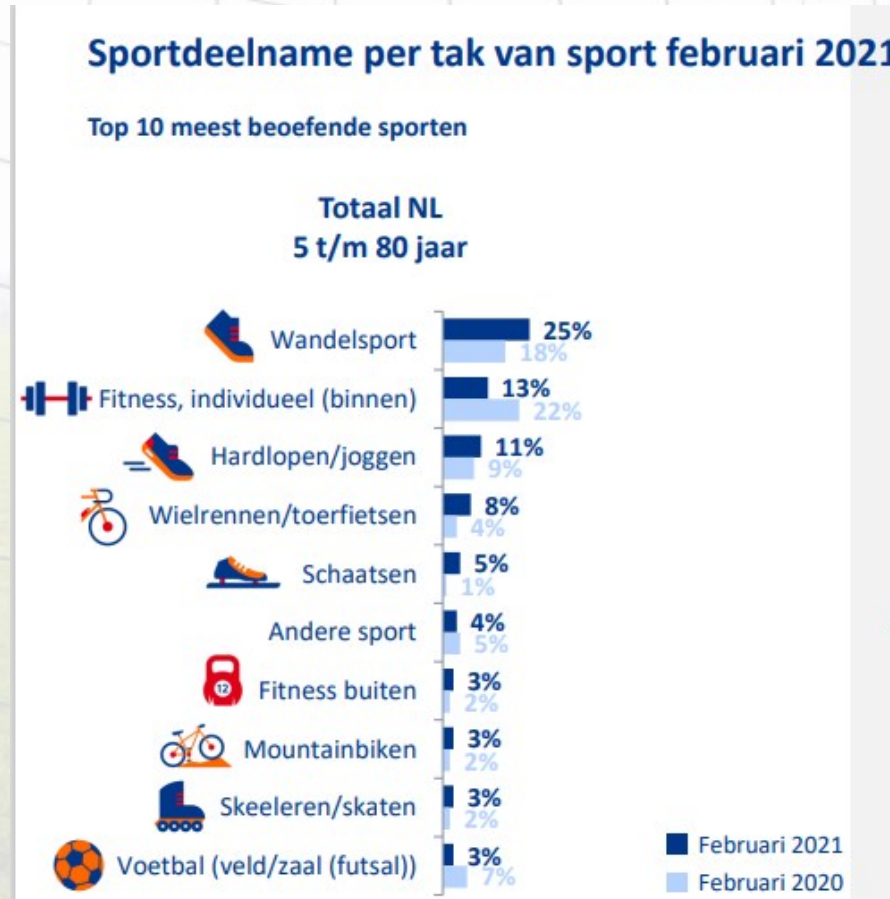 Sportdeelname per tak van sport februari 2021
Top 10 meest beoefende sporten
Totaal NL
5 t/m 80 jaar
Wandelsport 25%
18%
Fitness, individueel (binnen) 13%
22%
Hardlopen/joggen 11%
9%
Wielrennen/toerfietsen 8%
4%
Schaatsen 5%
1%
Andere sport 4%
5%
12
Fitness buiten 3%
2%
Mountainbiken 3%
2%
Skeeleren/skaten 3%
2%
Voetbal (veld/zaal (futsal)) 3%
7%
Februari 2021
Februari 2020